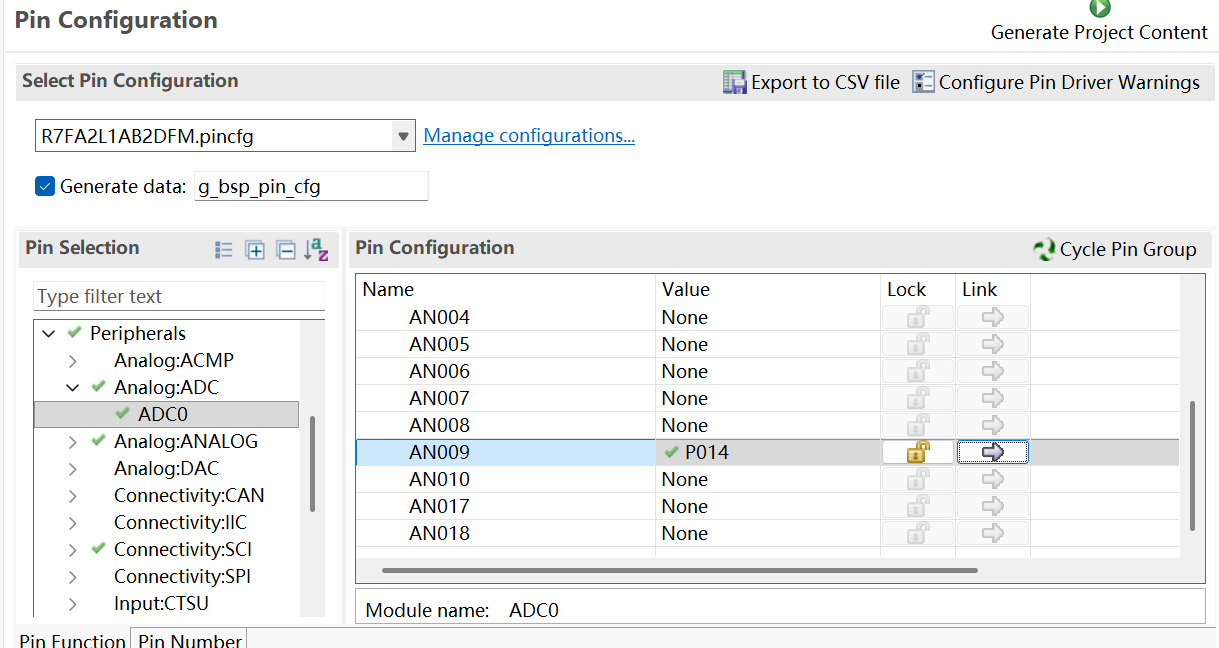 Pin Configuration
Generate Project Content
Select Pin Configuration
Export to CSV file
Configure Pin Driver Warnings
R7FA2L1AB2DFM.pincfg
Manage configurations...
Generate data: g_bsp_pin_cfg
Pin Selection
Type filter text
Peripherals
Analog:ACMP
Analog:ADC
ADC0
Analog:ANALOG
Analog:DAC
Connectivity:CAN
Connectivity:IIC
Connectivity:SCI
Connectivity:SPI
Input:CTSU
Pin Configuration
Cycle Pin Group
Name Value Lock Link
AN004 None
AN005 None
AN006 None
AN007 None
AN008 None
AN009 P014
AN010 None
AN017 None
AN018 None
Module name: ADC0
Pin Function Pin Number